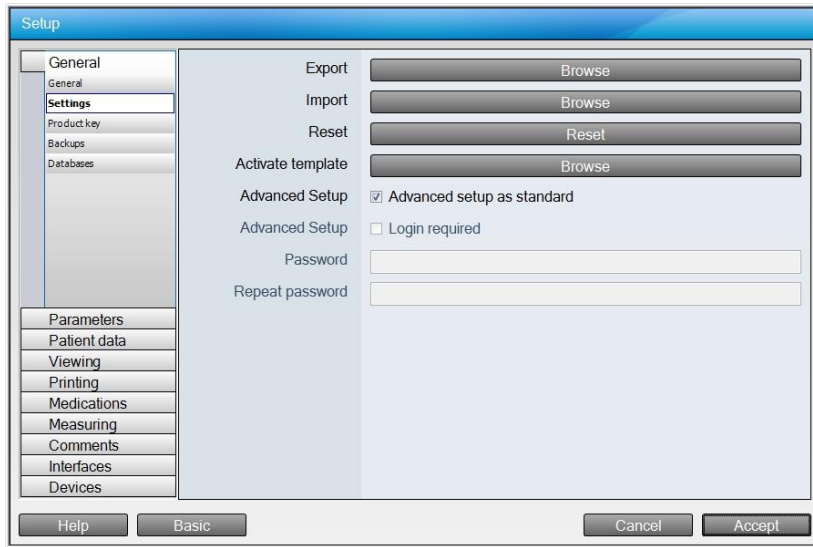 Setup
General
General
Settings
Product key
Backups
Databases
Parameters
Patient data
Viewing
Printing
Medications
Measuring
Comments
Interfaces
Devices
Export Browse
Import Browse
Reset Reset
Activate template Browse
Advanced Setup Advanced setup as standard
Advanced Setup Login required
Password
Repeat password
Help Basic Cancel Accept